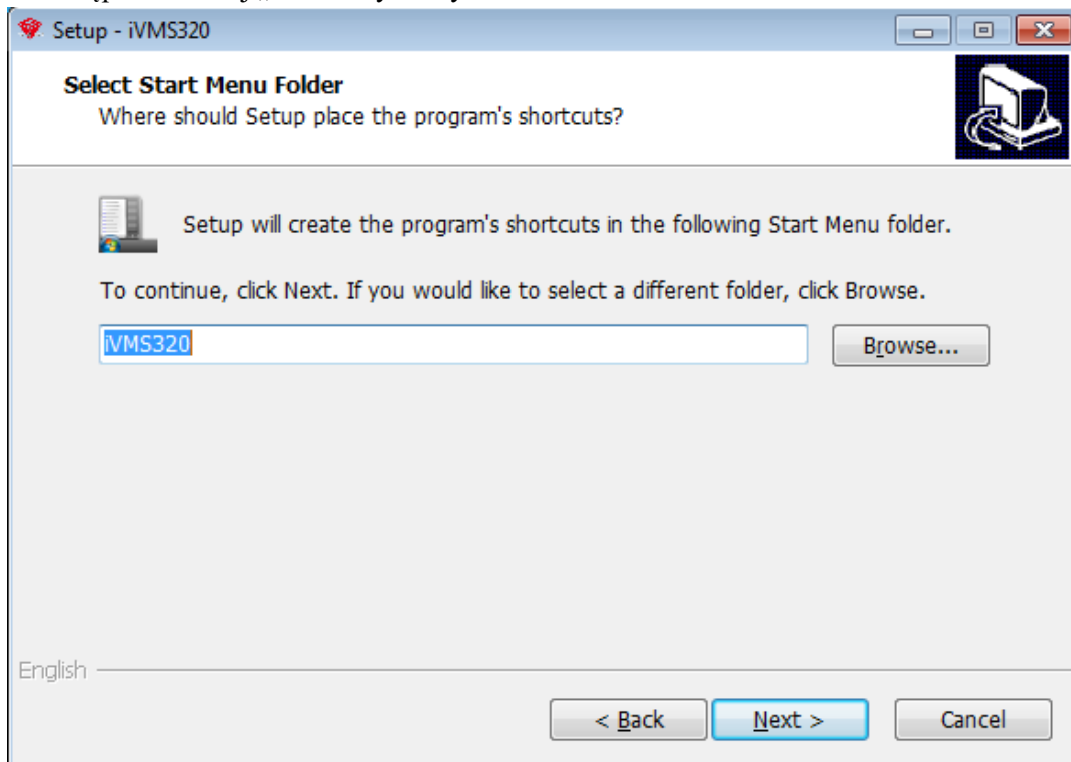 Setup - iVMS320
Select Start Menu Folder
Where should Setup place the program's shortcuts?
Setup will create the program's shortcuts in the following Start Menu folder.
To continue, click Next. If you would like to select a different folder, click Browse.
iVMS320
Browse...
English
< Back
Next >
Cancel